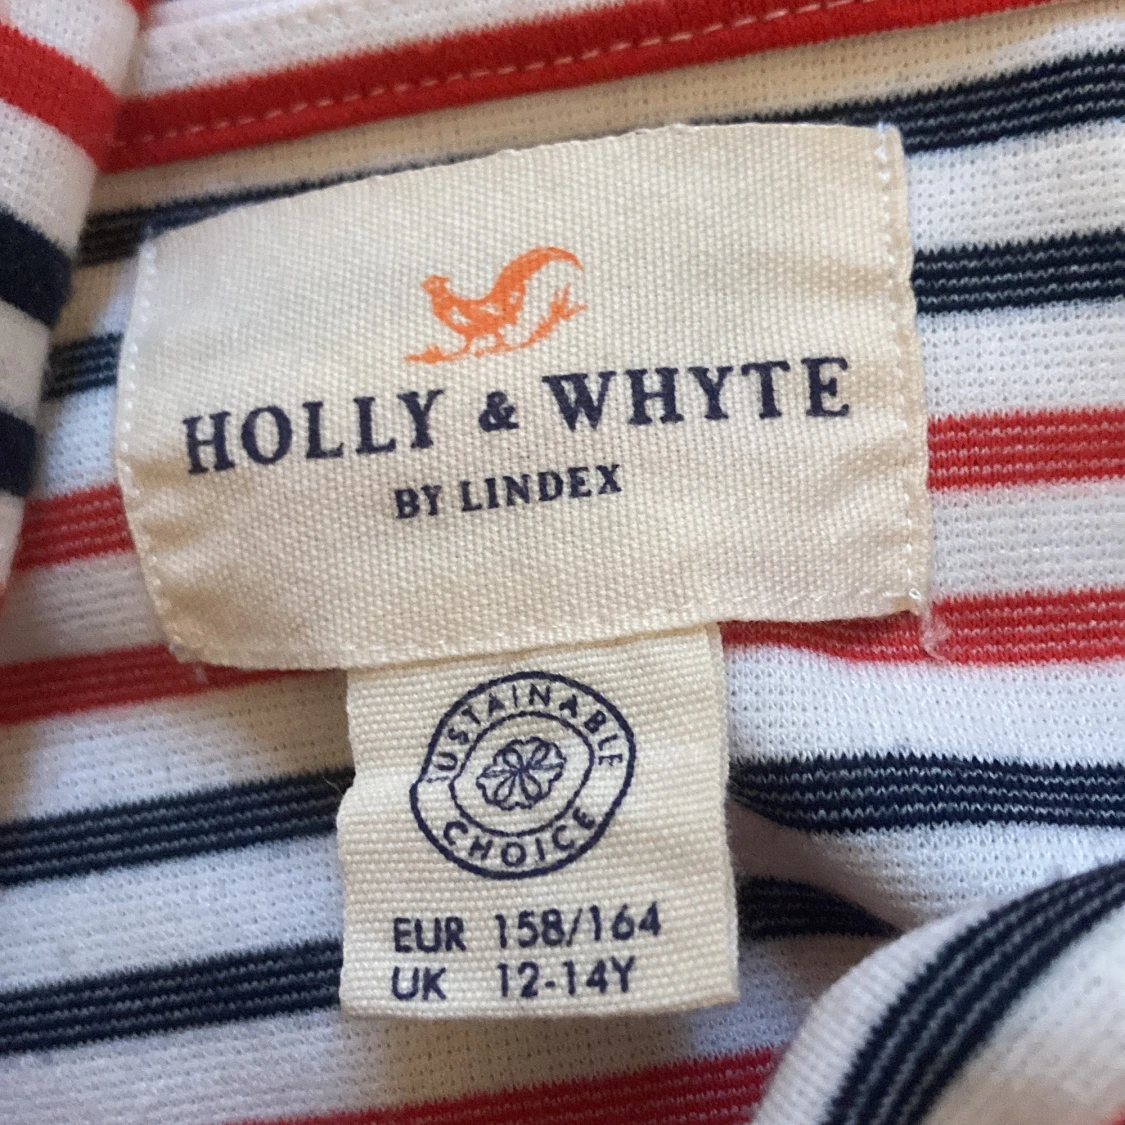 HOLLY & WHYTE
BY LINDEX
SUSTAINABLE
CHOICE
EUR 158/164
UK 12-14Y